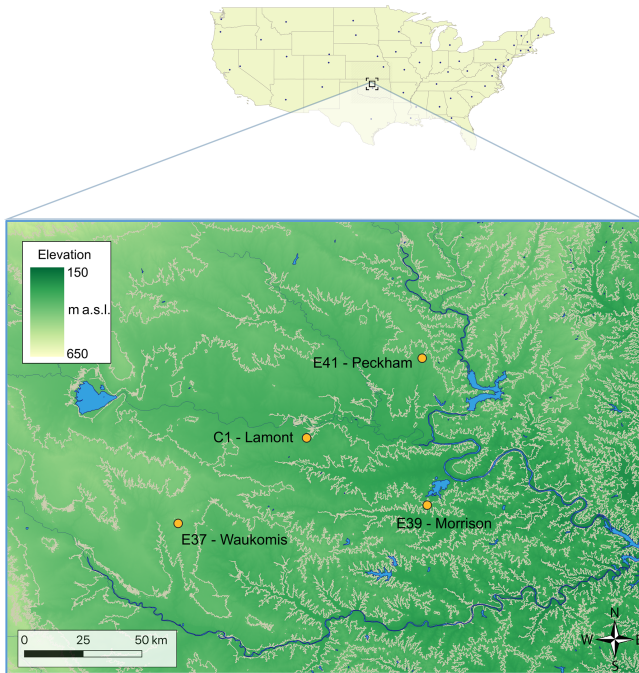 Elevation
150
m a.s.l.
650
E41 - Peckham
C1 - Lamont
E39 - Morrison
E37 - Waukomis
0 25 50 km
N
W E
S